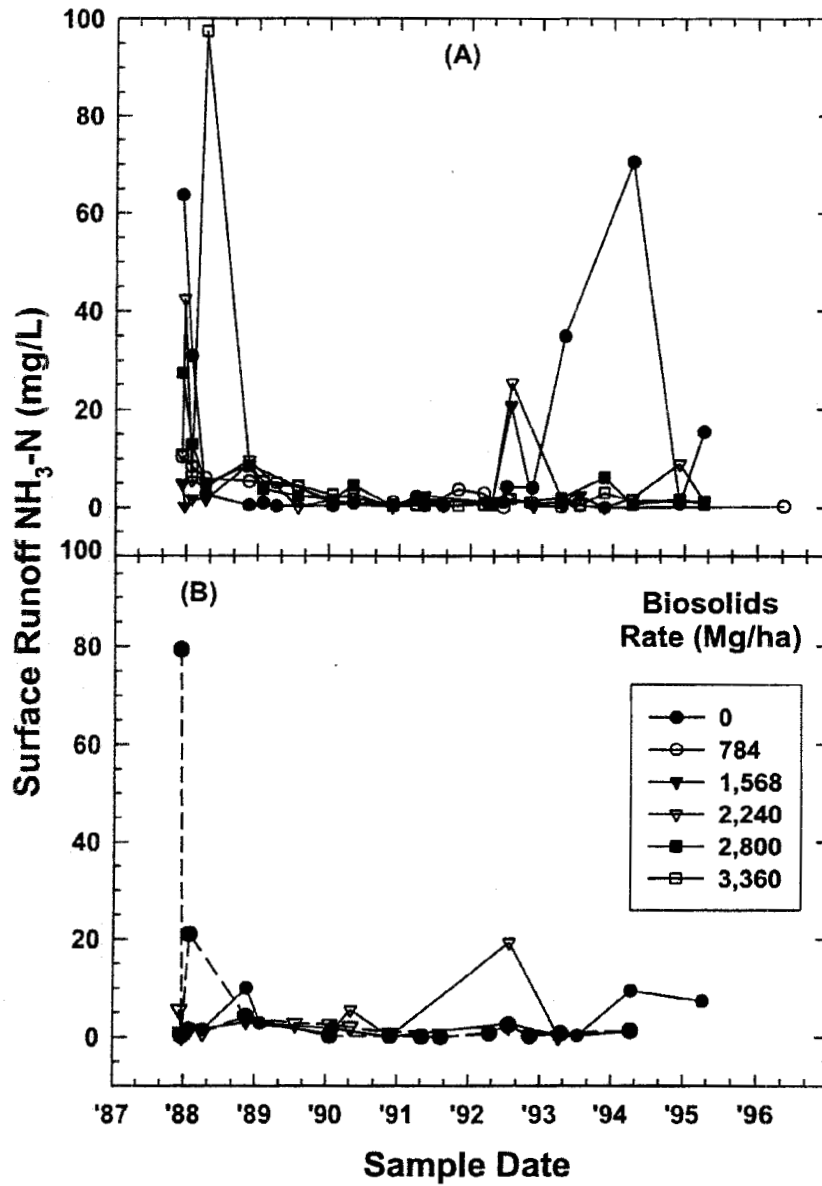 100
(A)
80
60
40
20
0
100
(B)
80
60
40
20
0
Surface Runoff NH3-N (mg/L)
Biosolids
Rate (Mg/ha)
0
784
1,568
2,240
2,800
3,360
'87 '88 '89 '90 '91 '92 '93 '94 '95 '96
Sample Date